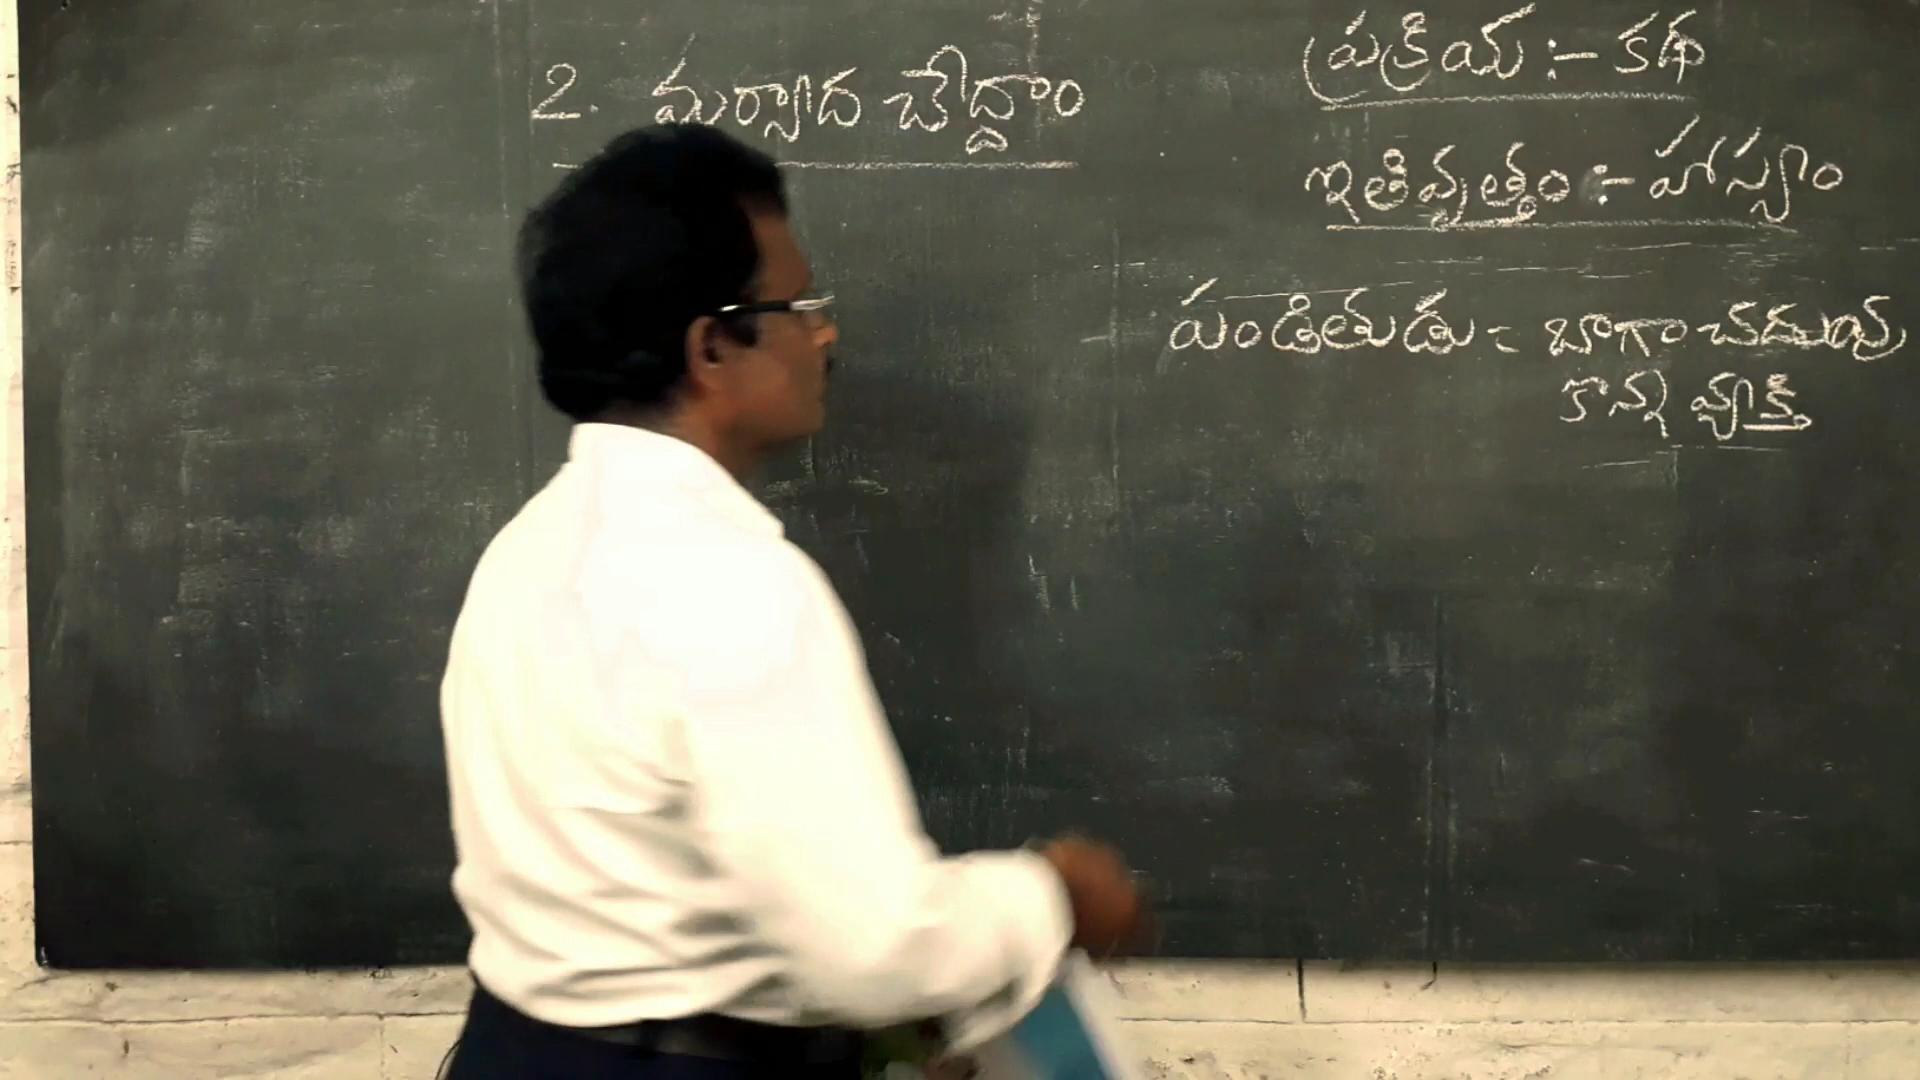 2. మర్యాద చేద్దాం
ప్రక్రియ :- కథ
ఇతివృత్తం :- హాస్యం
పండితుడు = బాగా చదువు
కొన్న వ్యక్తి